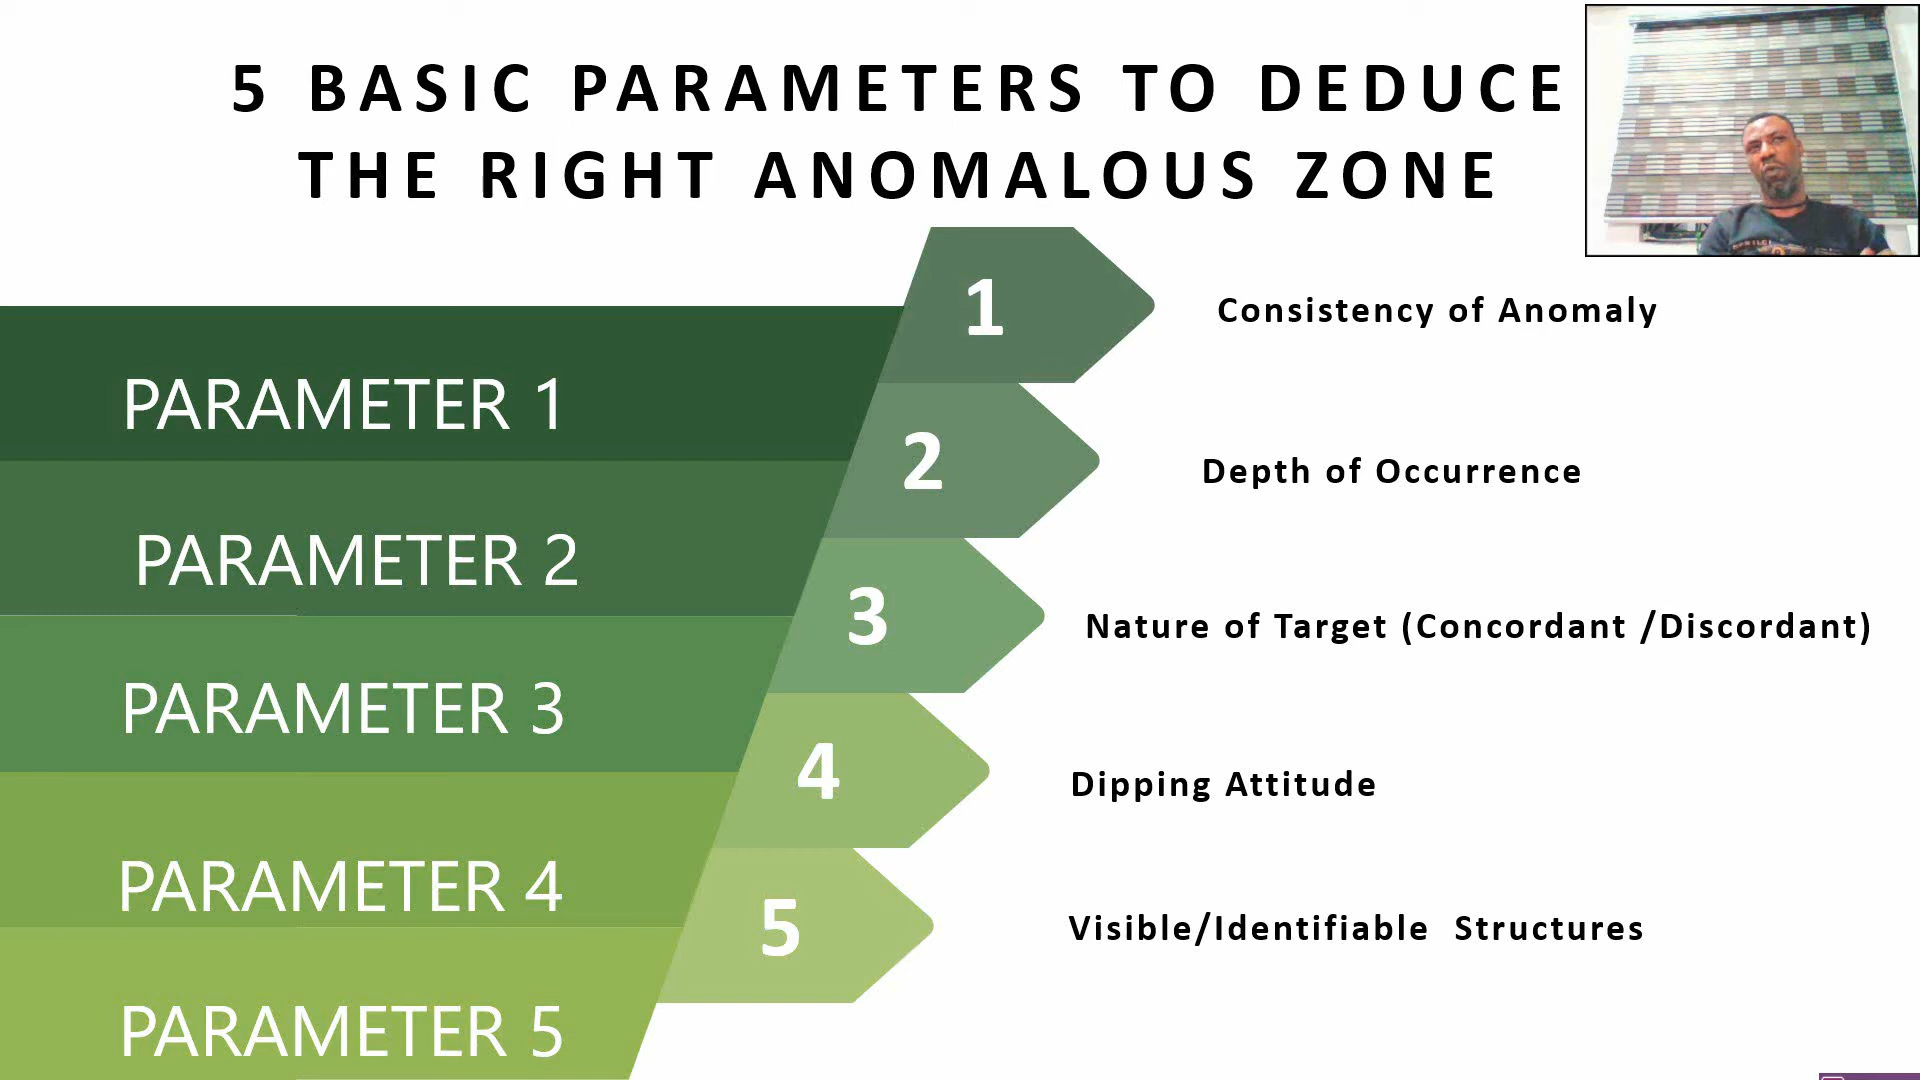 5 BASIC PARAMETERS TO DEDUCE
THE RIGHT ANOMALOUS ZONE
PARAMETER 1
1
Consistency of Anomaly
PARAMETER 2
2
Depth of Occurrence
PARAMETER 3
3
Nature of Target (Concordant /Discordant)
PARAMETER 4
4
Dipping Attitude
PARAMETER 5
5
Visible/Identifiable  Structures